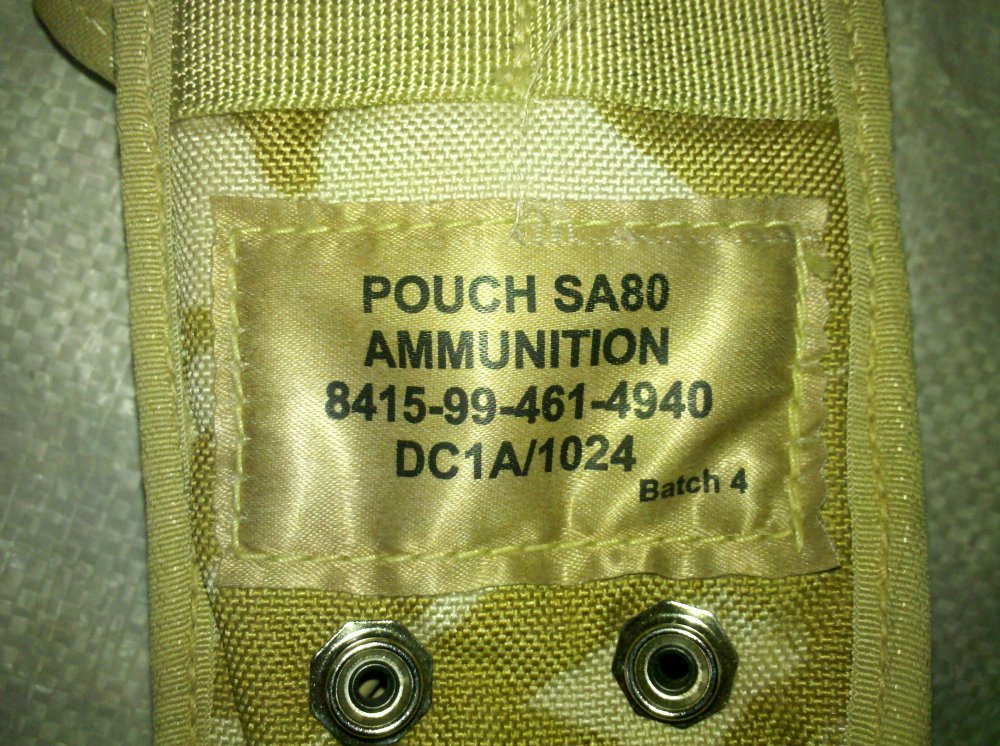 POUCH SA80
AMMUNITION
8415-99-461-4940
DC1A/1024
Batch 4